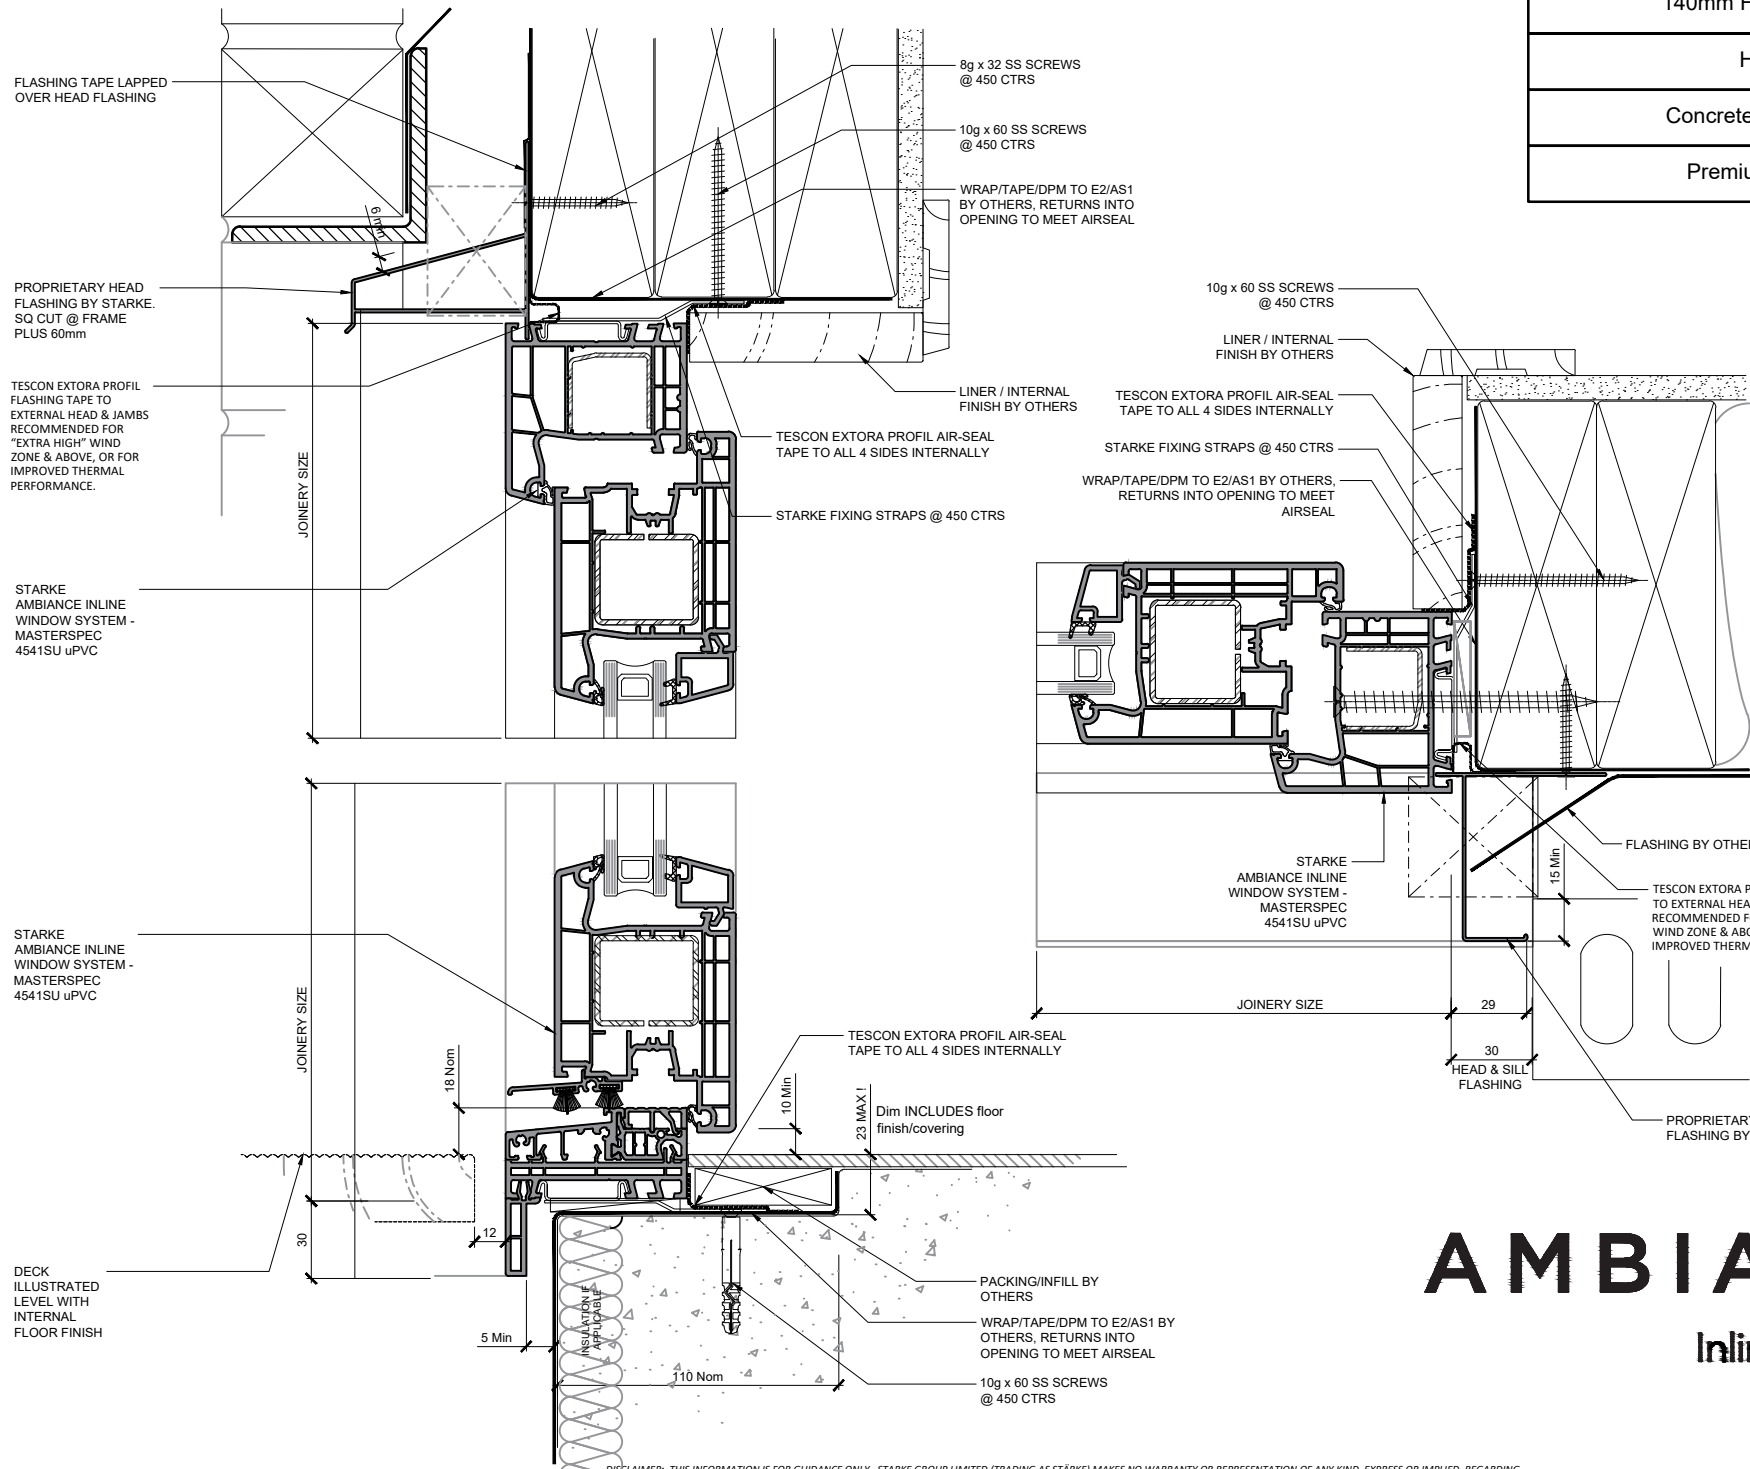 140mm
Concrete
FLASHING TAPE LAPPED
OVER HEAD FLASHING
8g x 32 SS SCREWS
@ 450 CTRS
10g x 60 SS SCREWS
@ 450 CTRS
WRAP/TAPE/DPM TO E2/AS1
BY OTHERS, RETURNS INTO
OPENING TO MEET AIRSEAL
6 mm
PROPRIETARY HEAD
FLASHING BY STARKE.
SQ CUT @ FRAME
PLUS 60mm
TESCON EXTORA PROFIL
FLASHING TAPE TO
EXTERNAL HEAD & JAMBS
RECOMMENDED FOR
“EXTRA HIGH” WIND
ZONE & ABOVE, OR FOR
IMPROVED THERMAL
PERFORMANCE.
JOINERY SIZE
LINER / INTERNAL
FINISH BY OTHERS
TESCON EXTORA PROFIL AIR-SEAL
TAPE TO ALL 4 SIDES INTERNALLY
STARKE FIXING STRAPS @ 450 CTRS
STARKE
AMBIANCE INLINE
WINDOW SYSTEM -
MASTERSPEC
4541SU uPVC
10g x 60 SS SCREWS
@ 450 CTRS
LINER / INTERNAL
FINISH BY OTHERS
TESCON EXTORA PROFIL AIR-SEAL
TAPE TO ALL 4 SIDES INTERNALLY
STARKE FIXING STRAPS @ 450 CTRS
WRAP/TAPE/DPM TO E2/AS1 BY OTHERS,
RETURNS INTO OPENING TO MEET
AIRSEAL
STARKE
AMBIANCE INLINE
WINDOW SYSTEM -
MASTERSPEC
4541SU uPVC
FLASHING BY
15 Min
TESCON EXTORA
TO EXTERNAL
RECOMMENDED
WIND ZONE &
IMPROVED
JOINERY SIZE
29
30
HEAD & SILL
FLASHING
FLASHING BY
STARKE
AMBIANCE INLINE
WINDOW SYSTEM -
MASTERSPEC
4541SU uPVC
JOINERY SIZE
18 Nom
TESCON EXTORA PROFIL AIR-SEAL
TAPE TO ALL 4 SIDES INTERNALLY
10 Min
23 MAX !
Dim INCLUDES floor
finish/covering
30
12
DECK
ILLUSTRATED
LEVEL WITH
INTERNAL
FLOOR FINISH
5 Min
INSULATION IF
APPLICABLE
110 Nom
PACKING/INFILL BY
OTHERS
WRAP/TAPE/DPM TO E2/AS1 BY
OTHERS, RETURNS INTO
OPENING TO MEET AIRSEAL
10g x 60 SS SCREWS
@ 450 CTRS